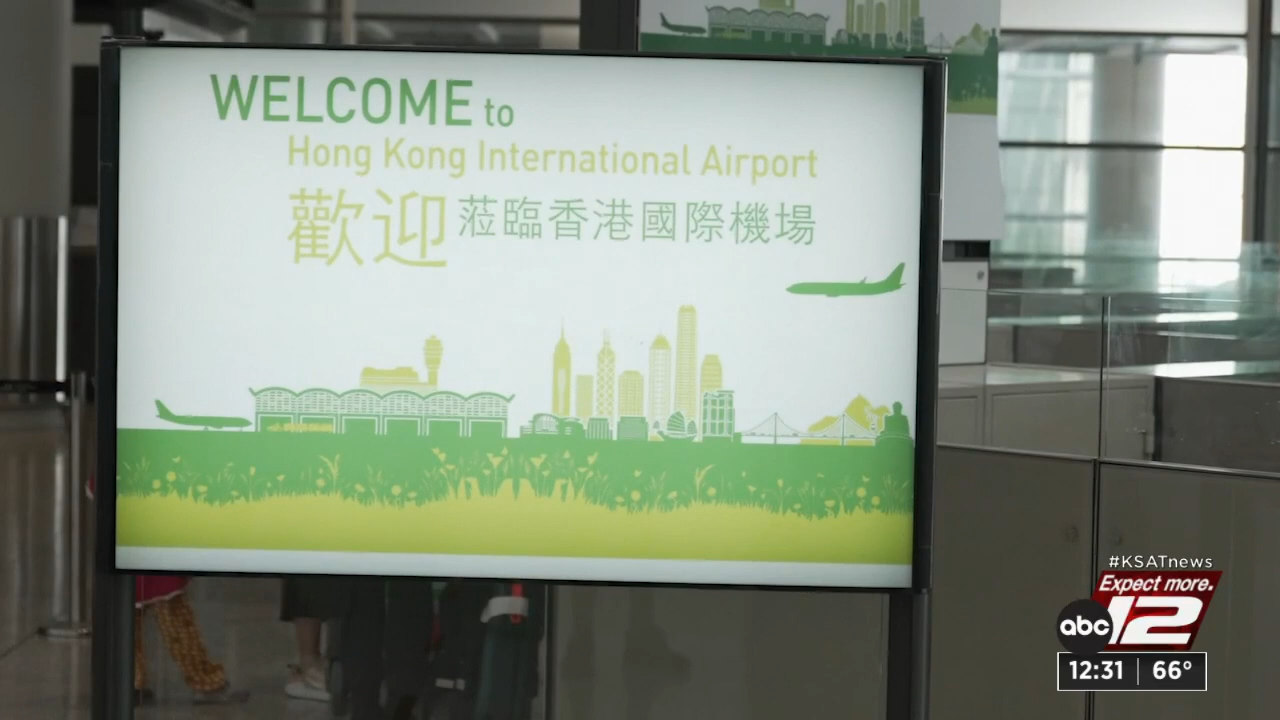 WELCOME to
Hong Kong International Airport
歡迎 蒞臨香港國際機場
#KSATnews
Expect more.
abc 12
12:31 66°